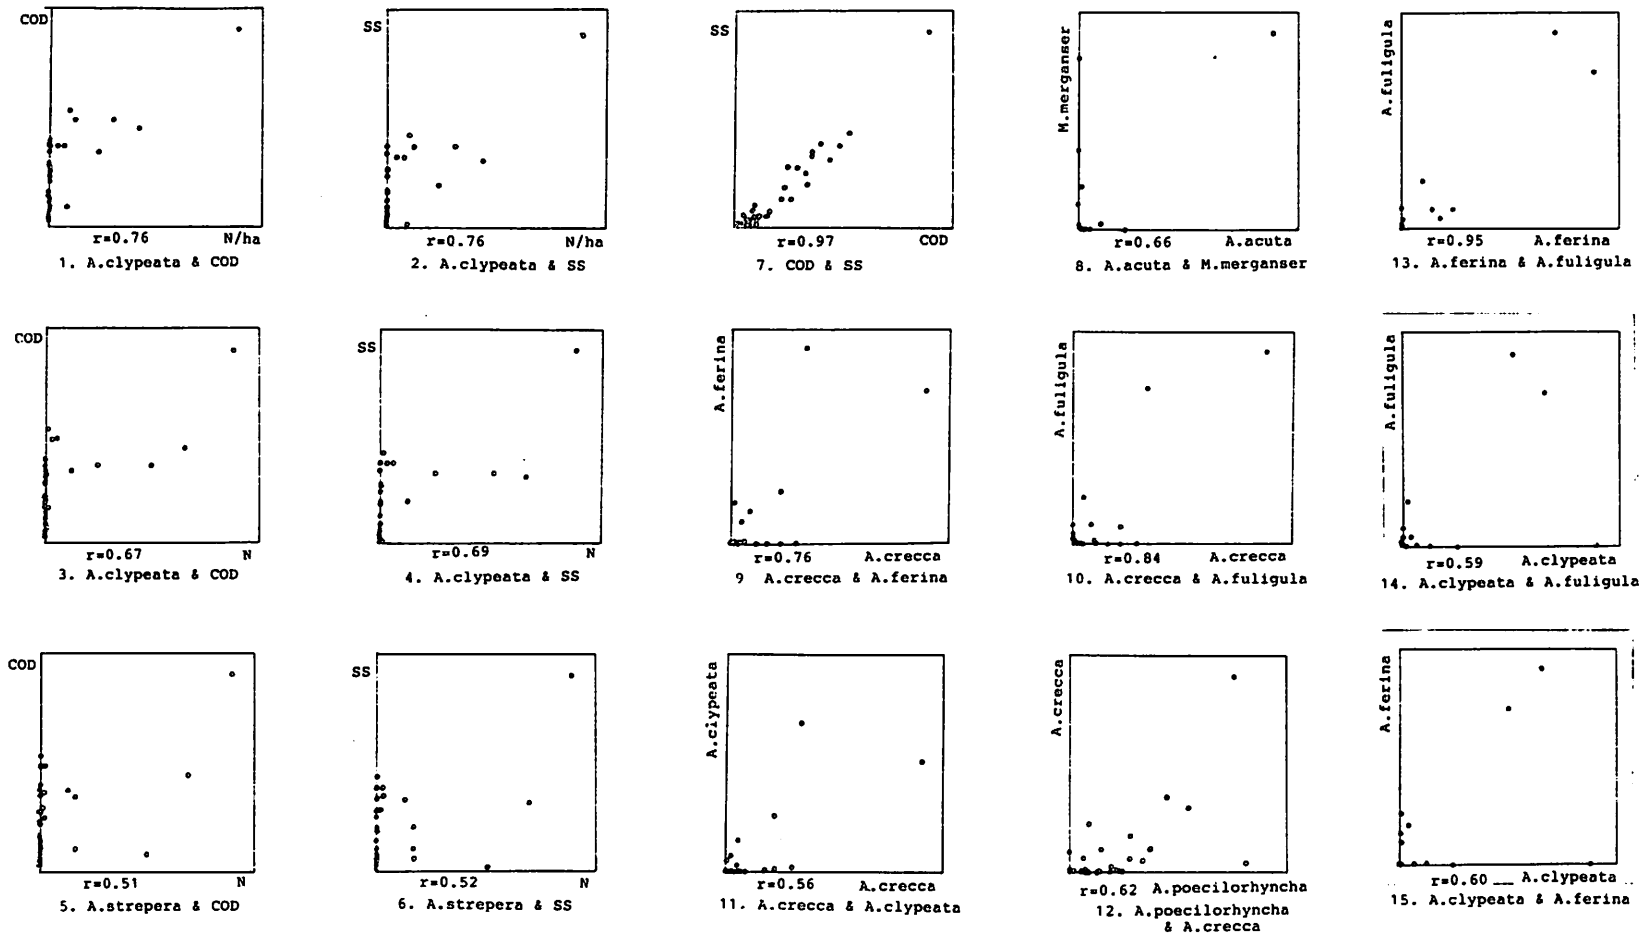 COD
r=0.76 N/ha
1. A.clypeata & COD
SS
r=0.76 N/ha
2. A.clypeata & SS
SS
r=0.97 COD
7. COD & SS
M.merganser
r=0.66 A.acuta
8. A.acuta & M.merganser
A.fuligula
r=0.95 A.ferina
13. A.ferina & A.fuligula
COD
r=0.67 N
3. A.clypeata & COD
SS
r=0.69 N
4. A.clypeata & SS
A.ferina
r=0.76 A.crecca
9 A.crecca & A.ferina
A.fuligula
r=0.84 A.crecca
10. A.crecca & A.fuligula
A.fuligula
r=0.59 A.clypeata
14. A.clypeata & A.fuligula
COD
r=0.51 N
5. A.strepera & COD
SS
r=0.52 N
6. A.strepera & SS
A.clypeata
r=0.56 A.crecca
11. A.crecca & A.clypeata
A.crecca
r=0.62 A.poecilorhyncha
12. A.poecilorhyncha
& A.crecca
A.ferina
r=0.60 A.clypeata
15. A.clypeata & A.ferina